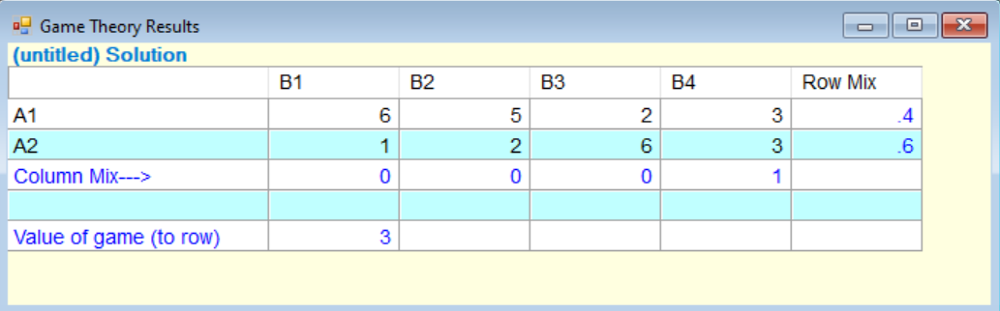 Game Theory Results
(untitled) Solution
B1 B2 B3 B4 Row Mix
A1 6 5 2 3 .4
A2 1 2 6 3 .6
Column Mix---> 0 0 0 1
Value of game (to row) 3